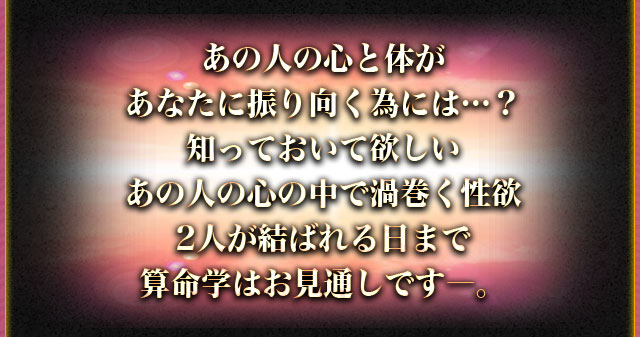 あの人の心と体が
あなたに振り向く為には…？
知っておいて欲しい
あの人の心の中で渦巻く性欲
2人が結ばれる日まで
算命学はお見通しです―。